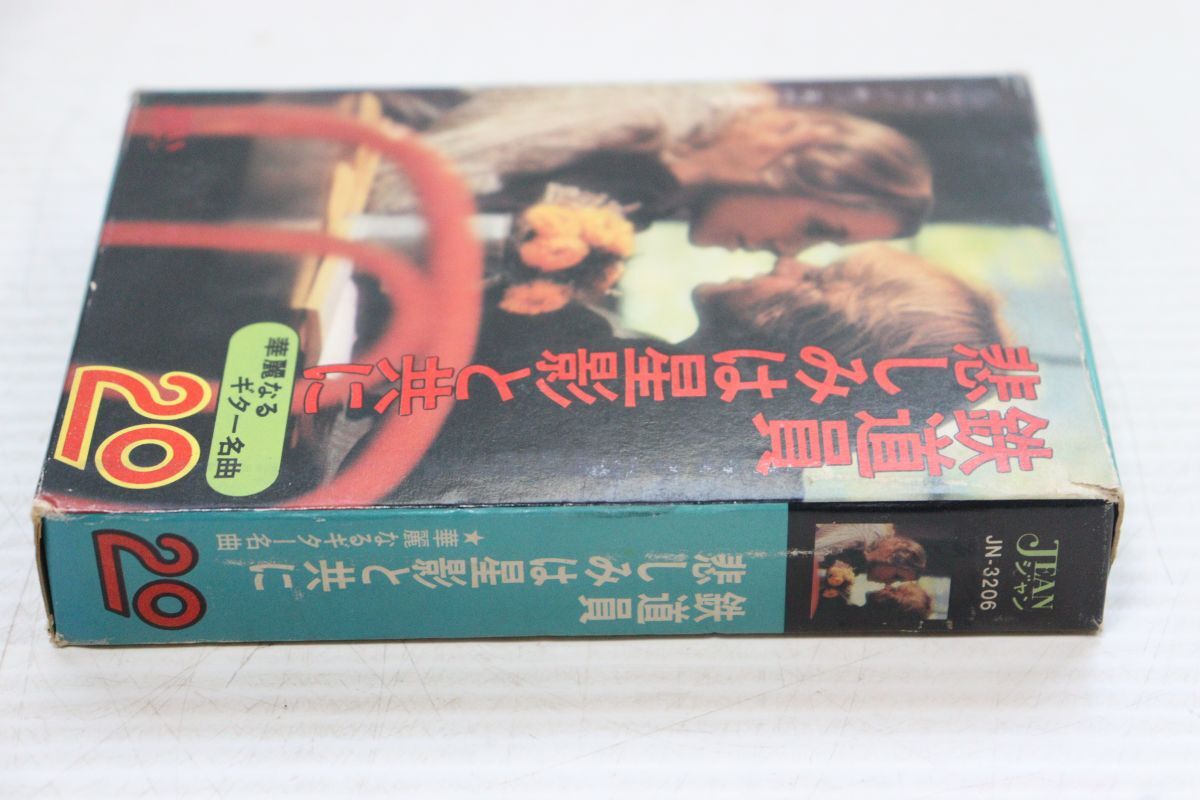 鉄道員
悲しみは星影と共に
華麗なる
ギター名曲
20
JEAN
ジャン
JN-3206
鉄道員
悲しみは星影と共に
★華麗なるギター名曲
20